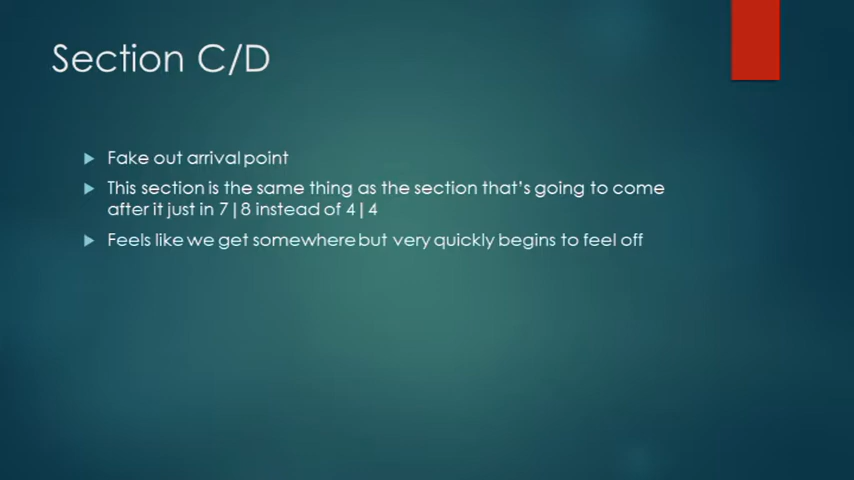 Section C/D
Fake out arrival point
This section is the same thing as the section that's going to come
after it just in 7|8 instead of 4|4
Feels like we get somewhere but very quickly begins to feel off